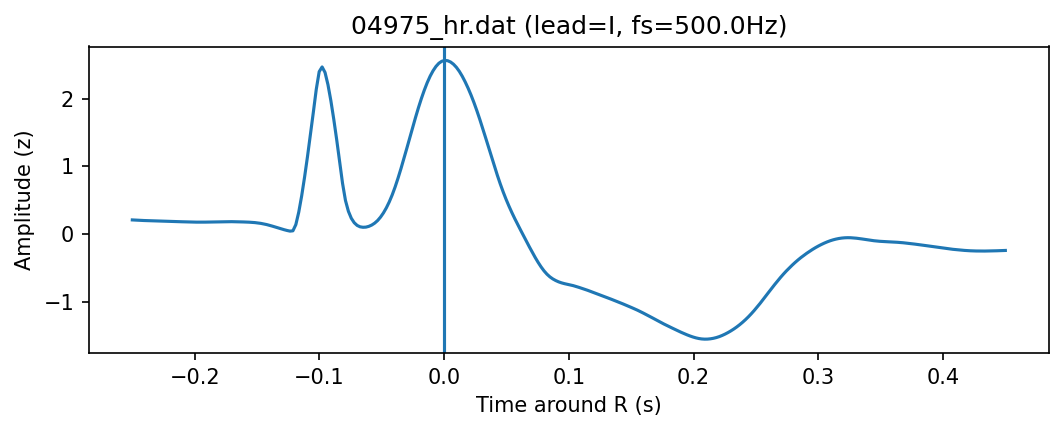 04975_hr.dat (lead=I, fs=500.0Hz)
Amplitude (z)
2
1
0
−1
−0.2 −0.1 0.0 0.1 0.2 0.3 0.4
Time around R (s)